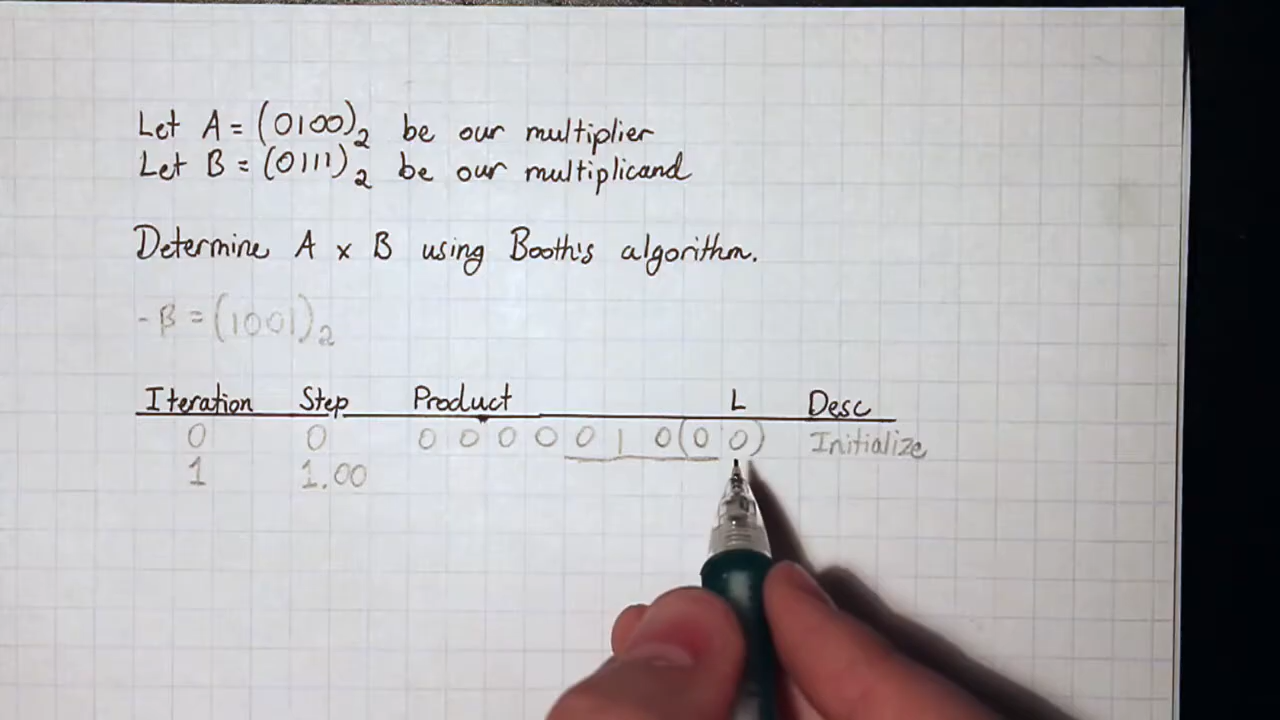 Let A = (0100)₂ be our multiplier
Let B = (0111)₂ be our multiplicand
Determine A x B using Booth's algorithm.
-B = (1001)₂
Iteration Step Product L Desc
0 0 0 0 0 0 0 1 0 (0 0) Initialize
1 1.00